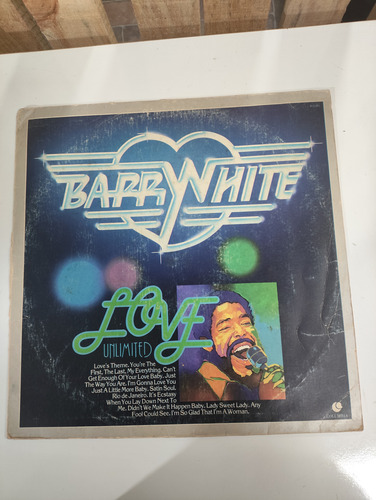 BARRY WHITE
LOVE
UNLIMITED
Love's Theme, You're The
First, The Last, My Everything, Can't
Get Enough Of Your Love Baby, Just
The Way You Are, I'm Gonna Love You
Just A Little More Baby, Satin Soul,
Rio de Janeiro, It's Ecstasy
When You Lay Down Next To
Me, Didn't We Make It Happen Baby, Lady Sweet Lady, Any
Fool Could See, I'm So Glad That I'm A Woman.